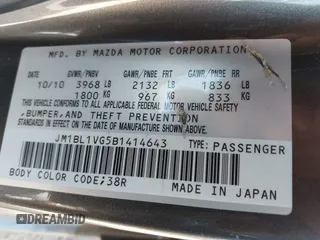 MFD. BY MAZDA MOTOR CORPORATION
GVWR/PNBV GAWR/PNBE FRT GAWR/PNBE RR
10/10 3968 LB 2132 LB 1836 LB
1800 KG 967 KG 833 KG
THIS VEHICLE CONFORMS TO ALL APPLICABLE
FEDERAL MOTOR VEHICLE SAFETY,
BUMPER, AND THEFT PREVENTION
STANDARDS IN EFFECT ON THE DATE OF MANUFACTURE SHOWN ABOVE.
JM1BL1VG5B1414643 TYPE: PASSENGER
BODY COLOR CODE;38R MADE IN JAPAN
DREAMBID